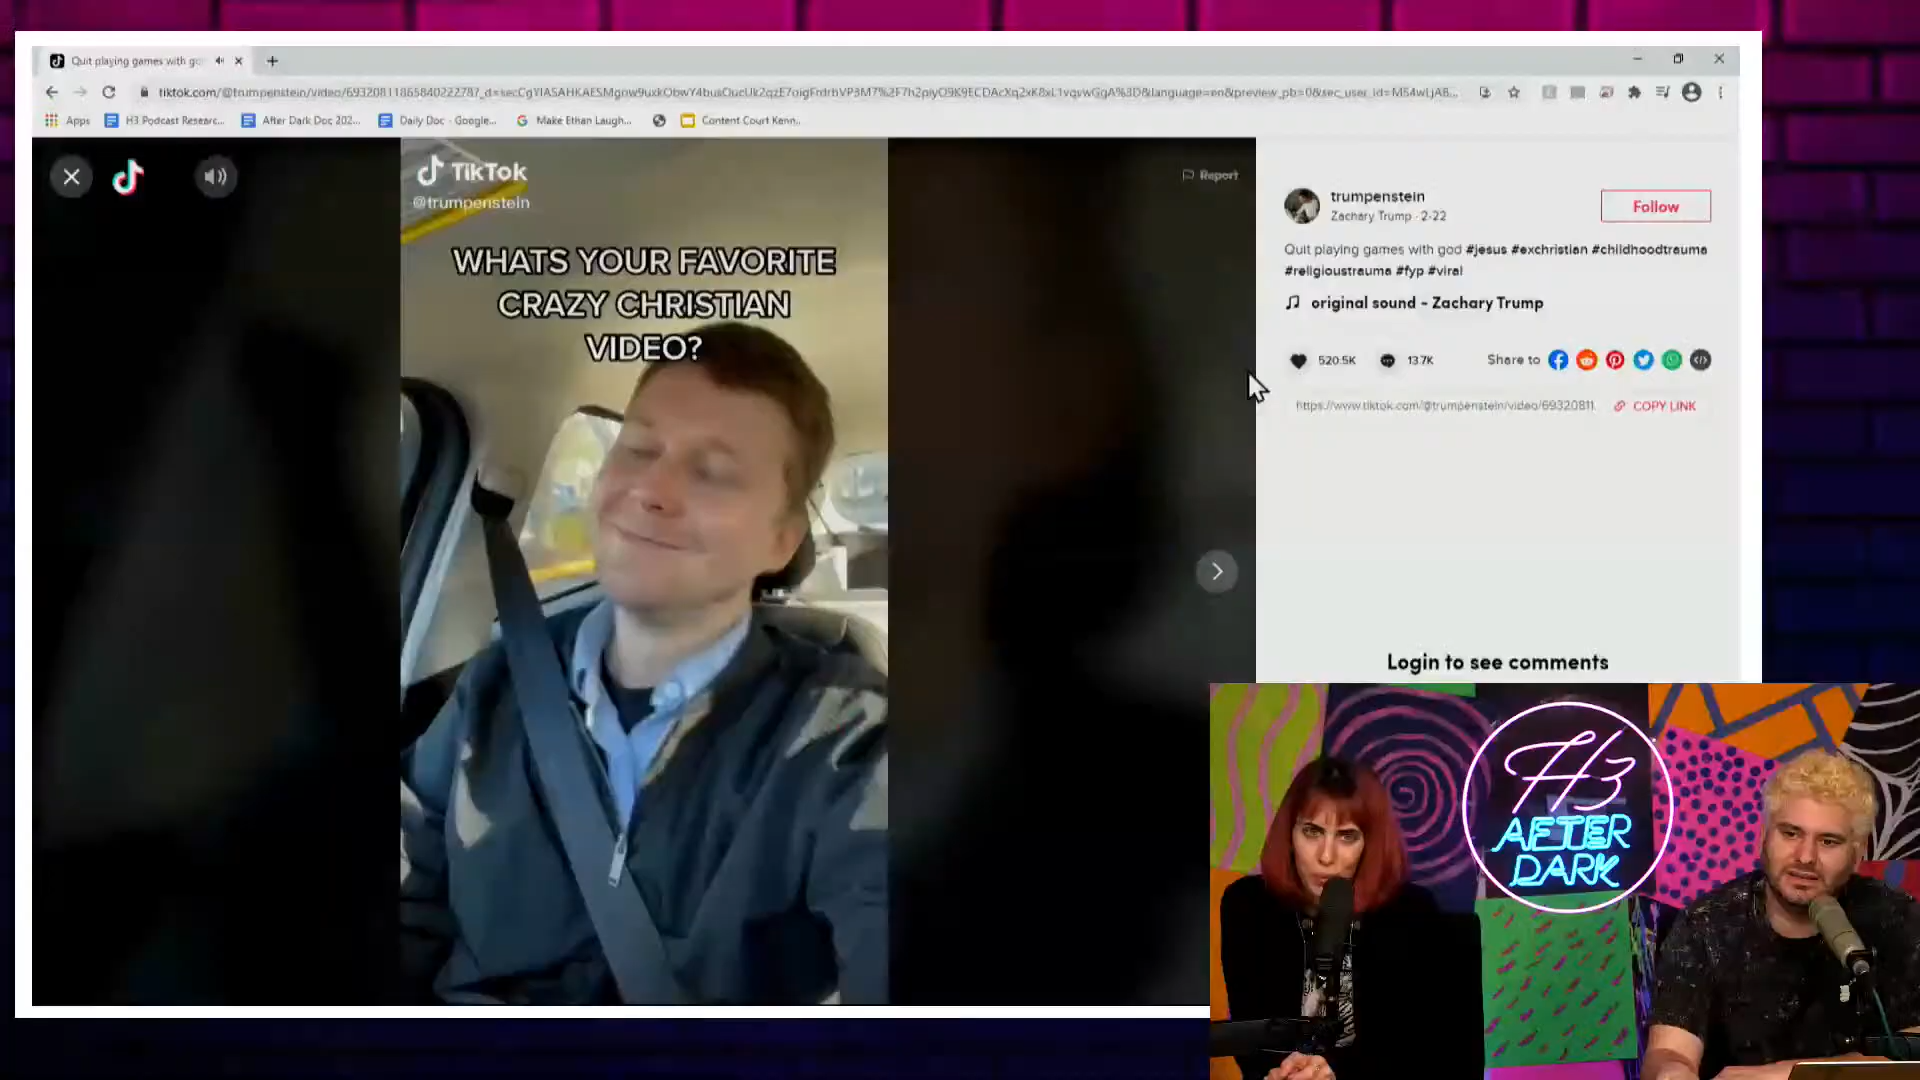 Quit playing games with go
Apps
H3 Podcast Researc...
After Dark Doc 202...
Daily Doc - Google...
Make Ethan Laugh...
Content Court Kenn...
TikTok
@trumpenstein
WHATS YOUR FAVORITE
CRAZY CHRISTIAN
VIDEO?
Report
trumpenstein
Zachary Trump · 2-22
Follow
Quit playing games with god #jesus #exchristian #childhoodtrauma
#religioustrauma #fyp #viral
original sound - Zachary Trump
520.5K
13.7K
Share to
https://www.tiktok.com/@trumpenstein/video/69320811
COPY LINK
Login to see comments
H3
AFTER
DARK